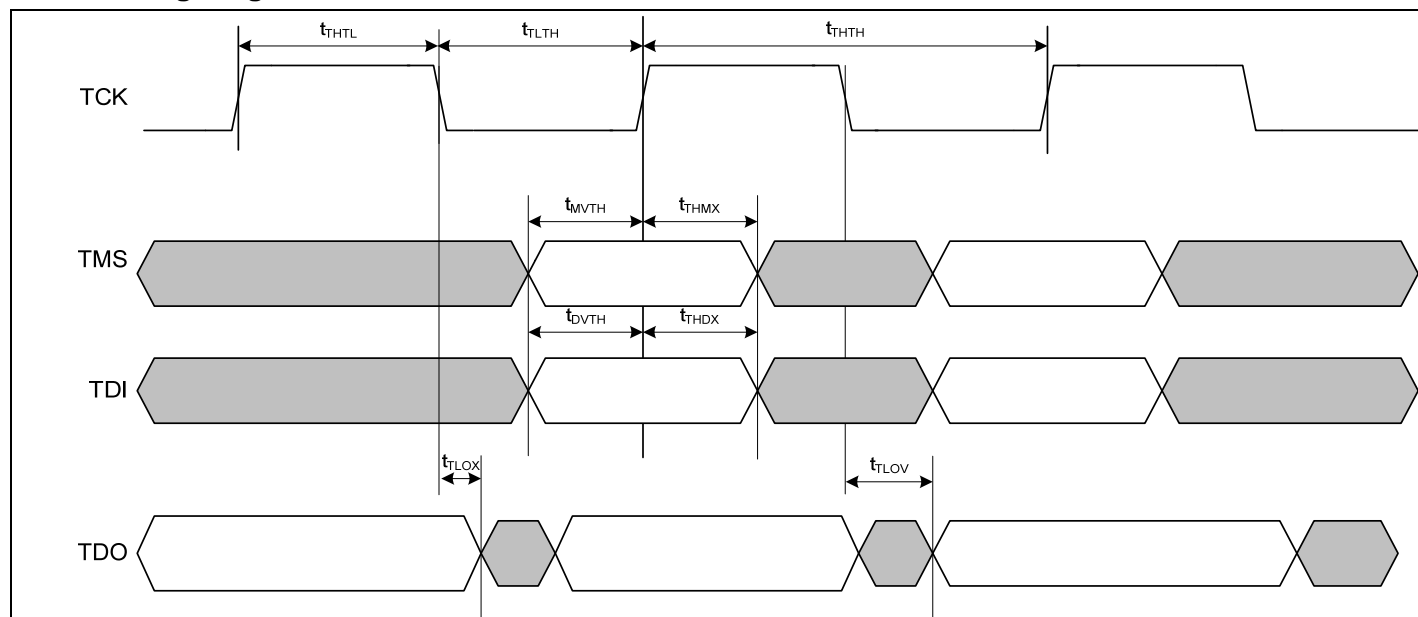 tTHTL tTLTH tTHTH
TCK
tMVTH tTHMX
TMS
tDVTH tTHDX
TDI
tTLOX tTLOV
TDO